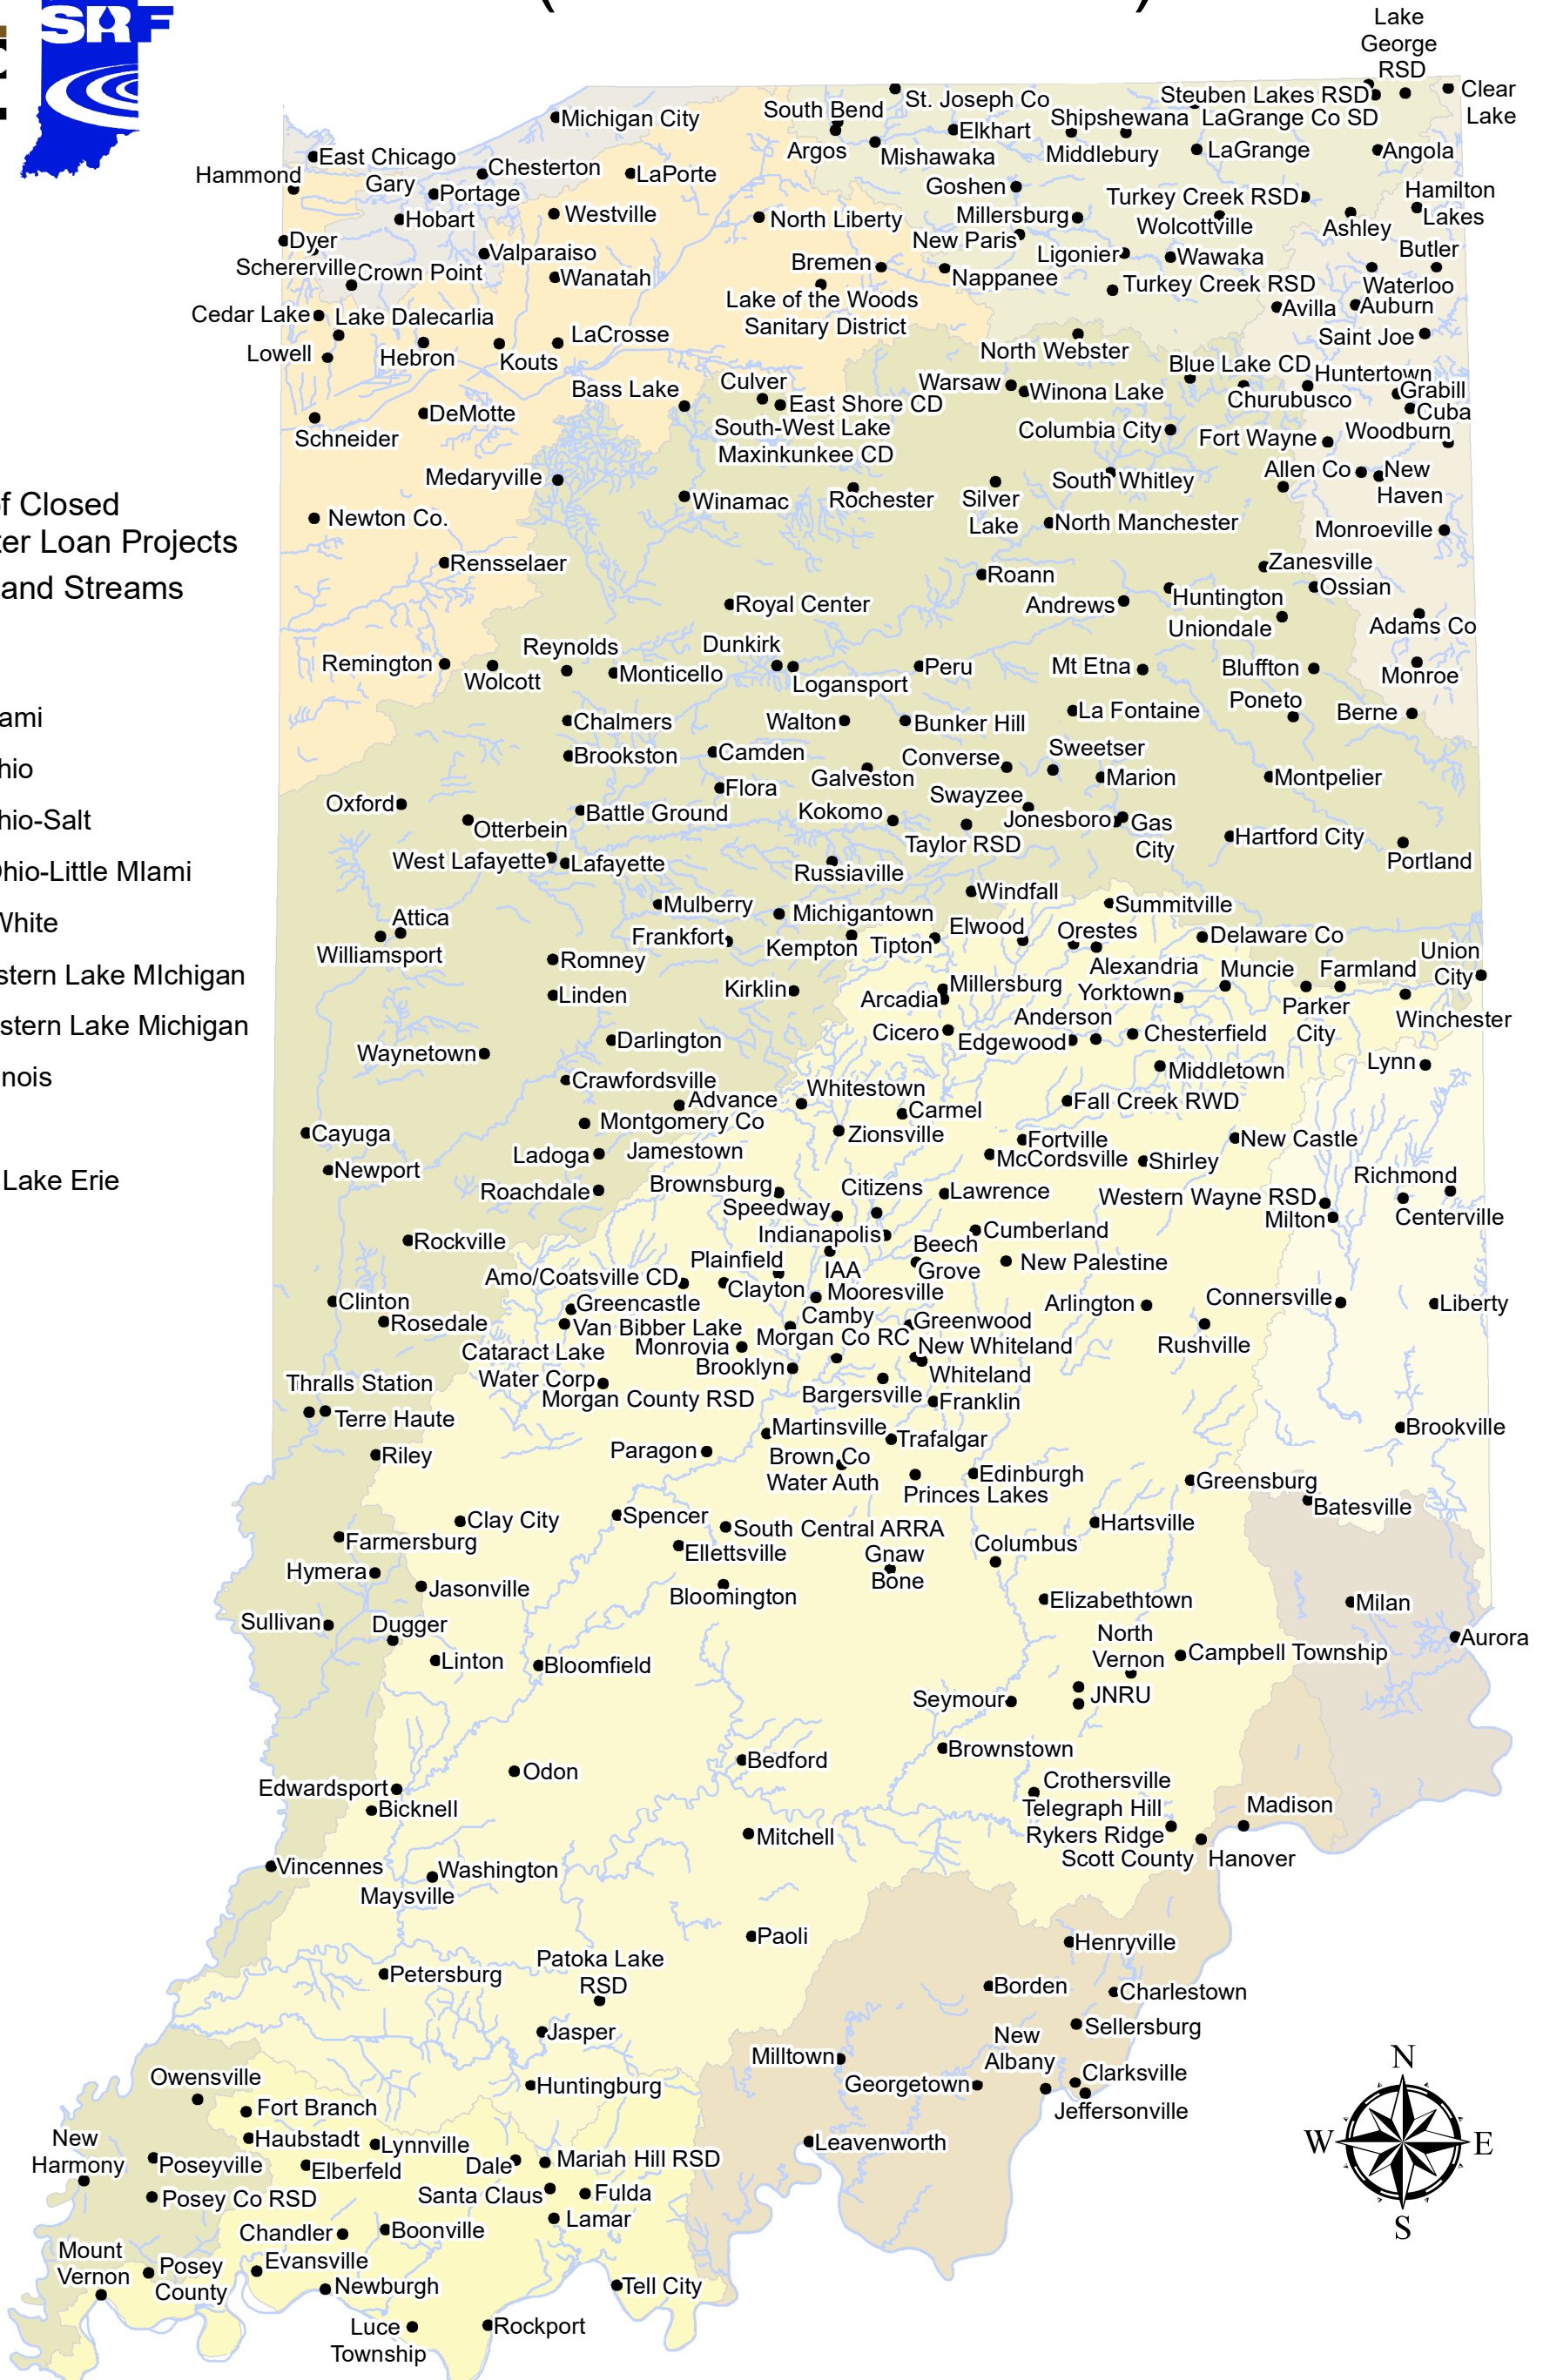 SRF
Lake
George
RSD
Clear
Lake
Steuben Lakes RSD
St. Joseph Co
South Bend
Michigan City
Shipshewana
LaGrange Co SD
Elkhart
Argos
Mishawaka
Middlebury
LaGrange
Angola
East Chicago
Hammond
Gary
Chesterton
LaPorte
Portage
Goshen
Turkey Creek RSD
Hamilton
Lakes
Hobart
Westville
North Liberty
Millersburg
Wolcottville
Ashley
Dyer
New Paris
Valparaiso
Ligonier
Wawaka
Butler
Schererville
Crown Point
Wanatah
Bremen
Nappanee
Turkey Creek RSD
Waterloo
Lake of the Woods
Sanitary District
Avilla
Auburn
Cedar Lake
Lake Dalecarlia
LaCrosse
Saint Joe
Lowell
Hebron
Kouts
North Webster
Blue Lake CD
Huntertown
Bass Lake
Culver
Warsaw
Winona Lake
Churubusco
Grabill
East Shore CD
Cuba
DeMotte
South-West Lake
Maxinkunkee CD
Columbia City
Fort Wayne
Woodburn
Schneider
Medaryville
Allen Co
New
Haven
South Whitley
Winamac
Rochester
Silver
Lake
Newton Co.
North Manchester
Monroeville
of Closed
ter Loan Projects
and Streams
Rensselaer
Zanesville
Roann
Ossian
Huntington
Royal Center
Andrews
Uniondale
Adams Co
Reynolds
Dunkirk
Remington
Wolcott
Monticello
Logansport
Peru
Mt Etna
Bluffton
Monroe
Poneto
La Fontaine
Berne
ami
Chalmers
Walton
Bunker Hill
Brookston
Camden
Converse
Sweetser
hio
Galveston
Marion
Montpelier
Flora
Swayzee
Oxford
Battle Ground
Kokomo
Jonesboro
Gas
City
hio-Salt
Otterbein
Taylor RSD
Hartford City
West Lafayette
Lafayette
Russiaville
Portland
Ohio-Little MIami
Windfall
Mulberry
Michigantown
Summitville
White
Attica
Williamsport
Frankfort
Kempton
Tipton
Elwood
Orestes
Delaware Co
Union
City
Romney
Alexandria
Muncie
Farmland
stern Lake MIchigan
Linden
Kirklin
Arcadia
Millersburg
Yorktown
Parker
City
Winchester
Anderson
stern Lake Michigan
Cicero
Edgewood
Chesterfield
Darlington
Waynetown
Lynn
Middletown
nois
Crawfordsville
Whitestown
Advance
Carmel
Fall Creek RWD
Montgomery Co
Zionsville
Cayuga
Fortville
New Castle
Ladoga
Jamestown
McCordsville
Shirley
Newport
Richmond
Lake Erie
Roachdale
Brownsburg
Citizens
Lawrence
Western Wayne RSD
Speedway
Milton
Centerville
Indianapolis
Cumberland
Rockville
Beech
Grove
Plainfield
IAA
New Palestine
Amo/Coatsville CD
Clayton
Mooresville
Clinton
Greencastle
Camby
Arlington
Connersville
Liberty
Rosedale
Van Bibber Lake
Greenwood
Morgan Co RC
Monrovia
New Whiteland
Rushville
Cataract Lake
Water Corp
Brooklyn
Whiteland
Thralls Station
Morgan County RSD
Bargersville
Franklin
Terre Haute
Martinsville
Brookville
Trafalgar
Riley
Paragon
Brown Co
Water Auth
Edinburgh
Princes Lakes
Greensburg
Batesville
Clay City
Spencer
South Central ARRA
Hartsville
Farmersburg
Ellettsville
Gnaw
Bone
Columbus
Hymera
Jasonville
Bloomington
Elizabethtown
Milan
Sullivan
Dugger
North
Vernon
Aurora
Campbell Township
Linton
Bloomfield
Seymour
JNRU
Bedford
Brownstown
Odon
Edwardsport
Crothersville
Bicknell
Telegraph Hill
Madison
Mitchell
Rykers Ridge
Scott County
Hanover
Vincennes
Washington
Maysville
Paoli
Henryville
Patoka Lake
RSD
Petersburg
Borden
Charlestown
Jasper
Sellersburg
New
Albany
Milltown
Clarksville
Owensville
Huntingburg
Georgetown
Fort Branch
Jeffersonville
N
W
E
S
New
Harmony
Haubstadt
Lynnville
Leavenworth
Poseyville
Elberfeld
Dale
Mariah Hill RSD
Posey Co RSD
Santa Claus
Fulda
Chandler
Boonville
Lamar
Mount
Vernon
Posey
County
Evansville
Newburgh
Tell City
Luce
Township
Rockport